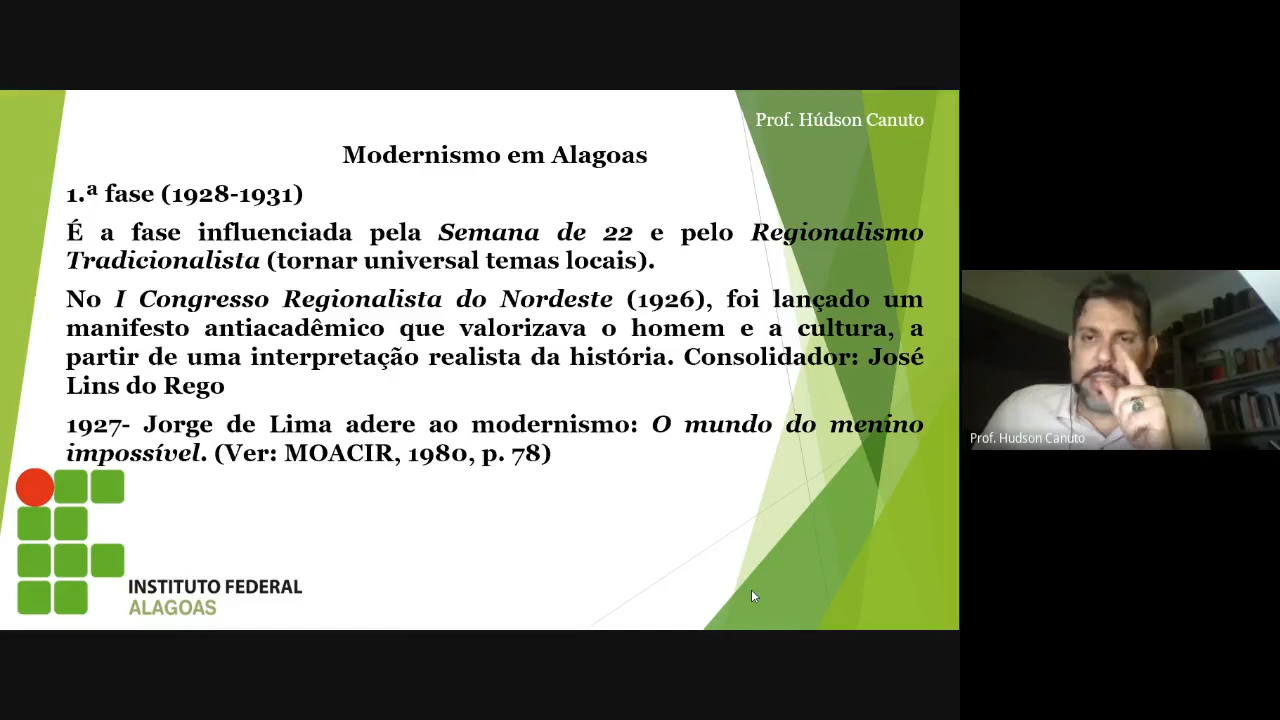 Prof. Húdson Canuto
Modernismo em Alagoas
1.ª fase (1928-1931)
É a fase influenciada pela Semana de 22 e pelo Regionalismo
Tradicionalista (tornar universal temas locais).
No I Congresso Regionalista do Nordeste (1926), foi lançado um
manifesto antiacadêmico que valorizava o homem e a cultura, a
partir de uma interpretação realista da história. Consolidador: José
Lins do Rego
1927- Jorge de Lima adere ao modernismo: O mundo do menino
impossível. (Ver: MOACIR, 1980, p. 78)
INSTITUTO FEDERAL
ALAGOAS
Prof. Hudson Canuto